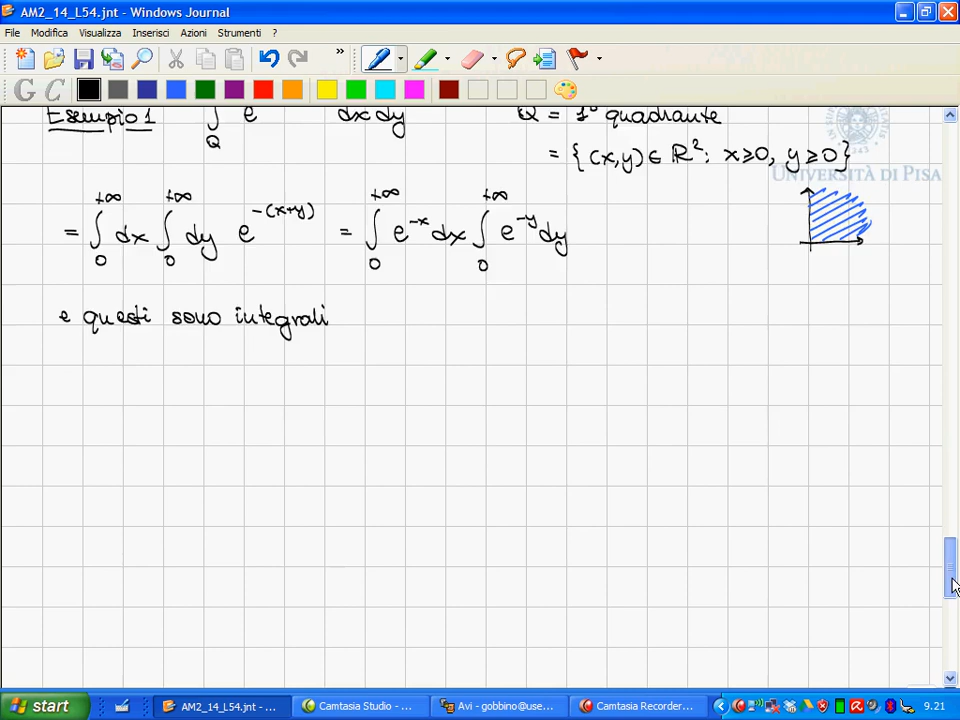 AM2_14_L54.jnt - Windows Journal
File Modifica Visualizza Inserisci Azioni Strumenti ?
Esempio 1 ∫_Q e dx dy Q = 1° quadrante
= {(x,y) ∈ ℝ²: x≥0, y≥0}
UNIVERSITÀ DI PISA
= ∫_0^{+∞} dx ∫_0^{+∞} dy e^{-(x+y)} = ∫_0^{+∞} e^{-x} dx ∫_0^{+∞} e^{-y} dy
e questi sono integrali
start AM2_14_L54.jnt - ... Camtasia Studio - ... Avi - gobbino@use... Camtasia Recorder... 9.21